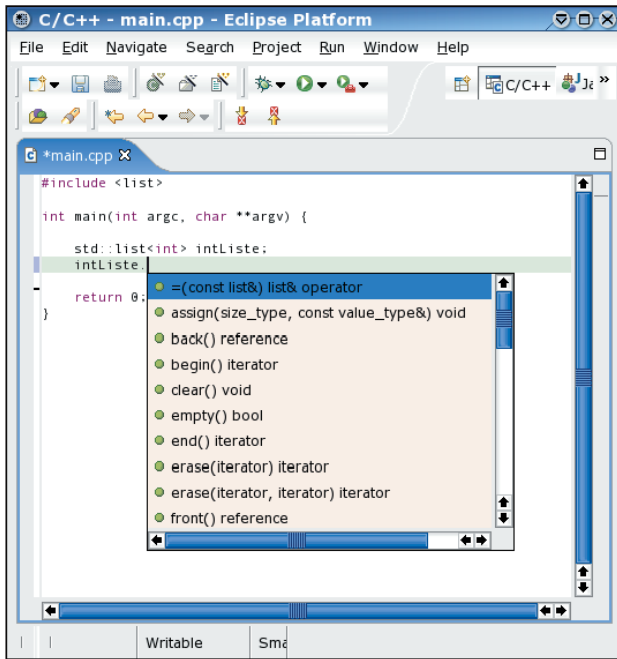 C/C++ - main.cpp - Eclipse Platform
File Edit Navigate Search Project Run Window Help
C/C++ Ja »
*main.cpp
#include <list>
int main(int argc, char **argv) {
std::list<int> intListe;
intListe.
return 0;
}
=(const list&) list& operator
assign(size_type, const value_type&) void
back() reference
begin() iterator
clear() void
empty() bool
end() iterator
erase(iterator) iterator
erase(iterator, iterator) iterator
front() reference
Writable Sma